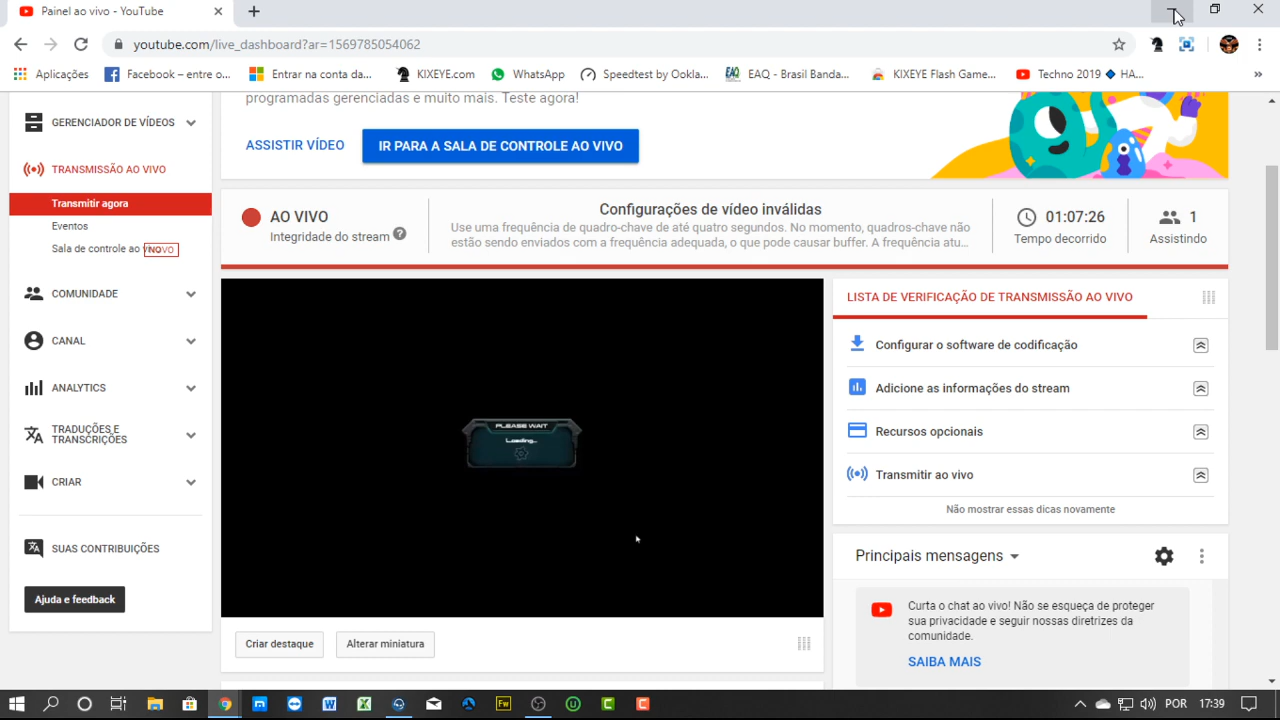 Painel ao vivo - YouTube
youtube.com/live_dashboard?ar=1569785054062
Aplicações
Facebook – entre o...
Entrar na conta da...
KIXEYE.com
WhatsApp
Speedtest by Ookla...
EAQ - Brasil Banda...
KIXEYE Flash Game...
Techno 2019 🔷 HA...
»
programadas gerenciadas e muito mais. Teste agora!
ASSISTIR VÍDEO
IR PARA A SALA DE CONTROLE AO VIVO
GERENCIADOR DE VÍDEOS
TRANSMISSÃO AO VIVO
Transmitir agora
Eventos
Sala de controle ao vivo NOVO
COMUNIDADE
CANAL
ANALYTICS
TRADUÇÕES E
TRANSCRIÇÕES
CRIAR
SUAS CONTRIBUIÇÕES
Ajuda e feedback
AO VIVO
Integridade do stream ?
Configurações de vídeo inválidas
Use uma frequência de quadro-chave de até quatro segundos. No momento, quadros-chave não
estão sendo enviados com a frequência adequada, o que pode causar buffer. A frequência atu...
01:07:26
Tempo decorrido
1
Assistindo
PLEASE WAIT
Loading...
Criar destaque
Alterar miniatura
LISTA DE VERIFICAÇÃO DE TRANSMISSÃO AO VIVO
Configurar o software de codificação
Adicione as informações do stream
Recursos opcionais
Transmitir ao vivo
Não mostrar essas dicas novamente
Principais mensagens
Curta o chat ao vivo! Não se esqueça de proteger
sua privacidade e seguir nossas diretrizes da
comunidade.
SAIBA MAIS
POR
17:39